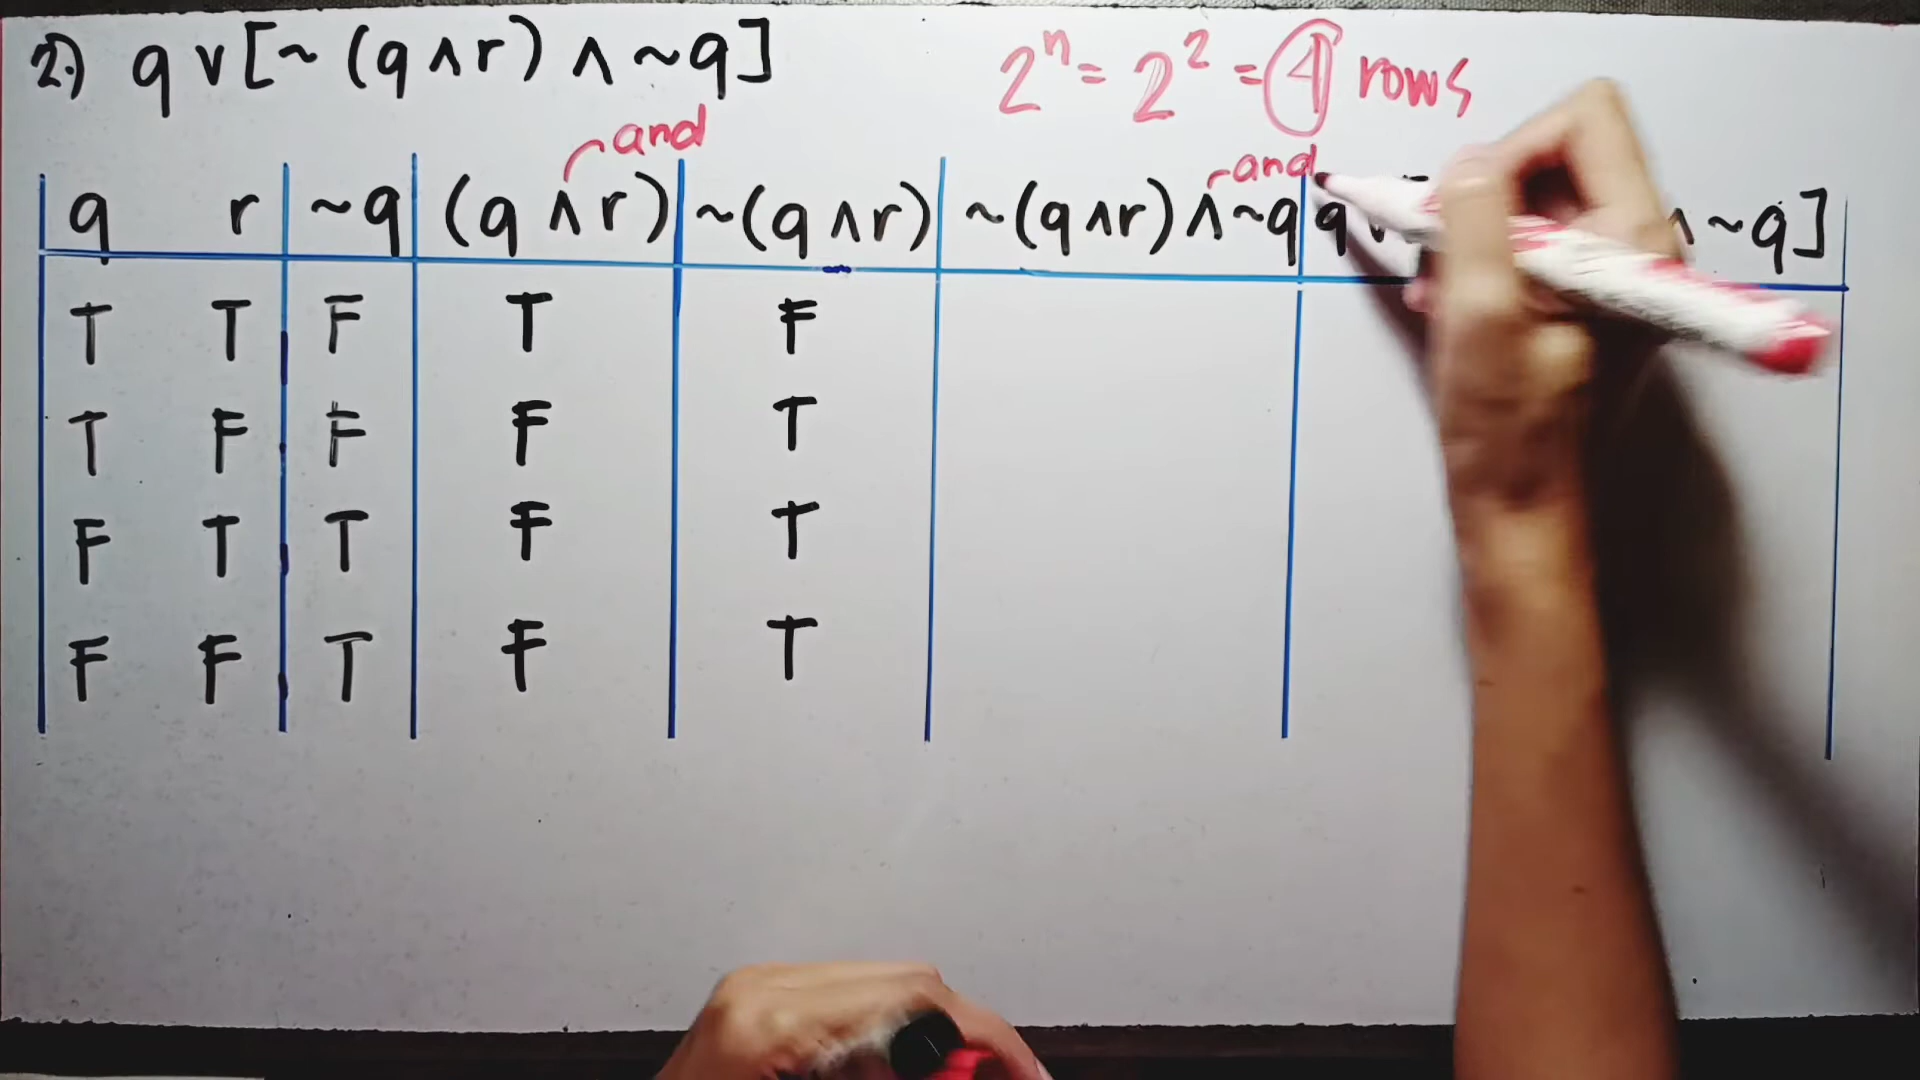 2.) q ∨ [~ (q ∧ r) ∧ ~q]
2ⁿ = 2² = 4 rows
and
and
q r ~q (q ∧ r) ~(q ∧ r) ~(q ∧ r) ∧ ~q q ∨ [ ∧ ~q]
T T F T F
T F F F T
F T T F T
F F T F T